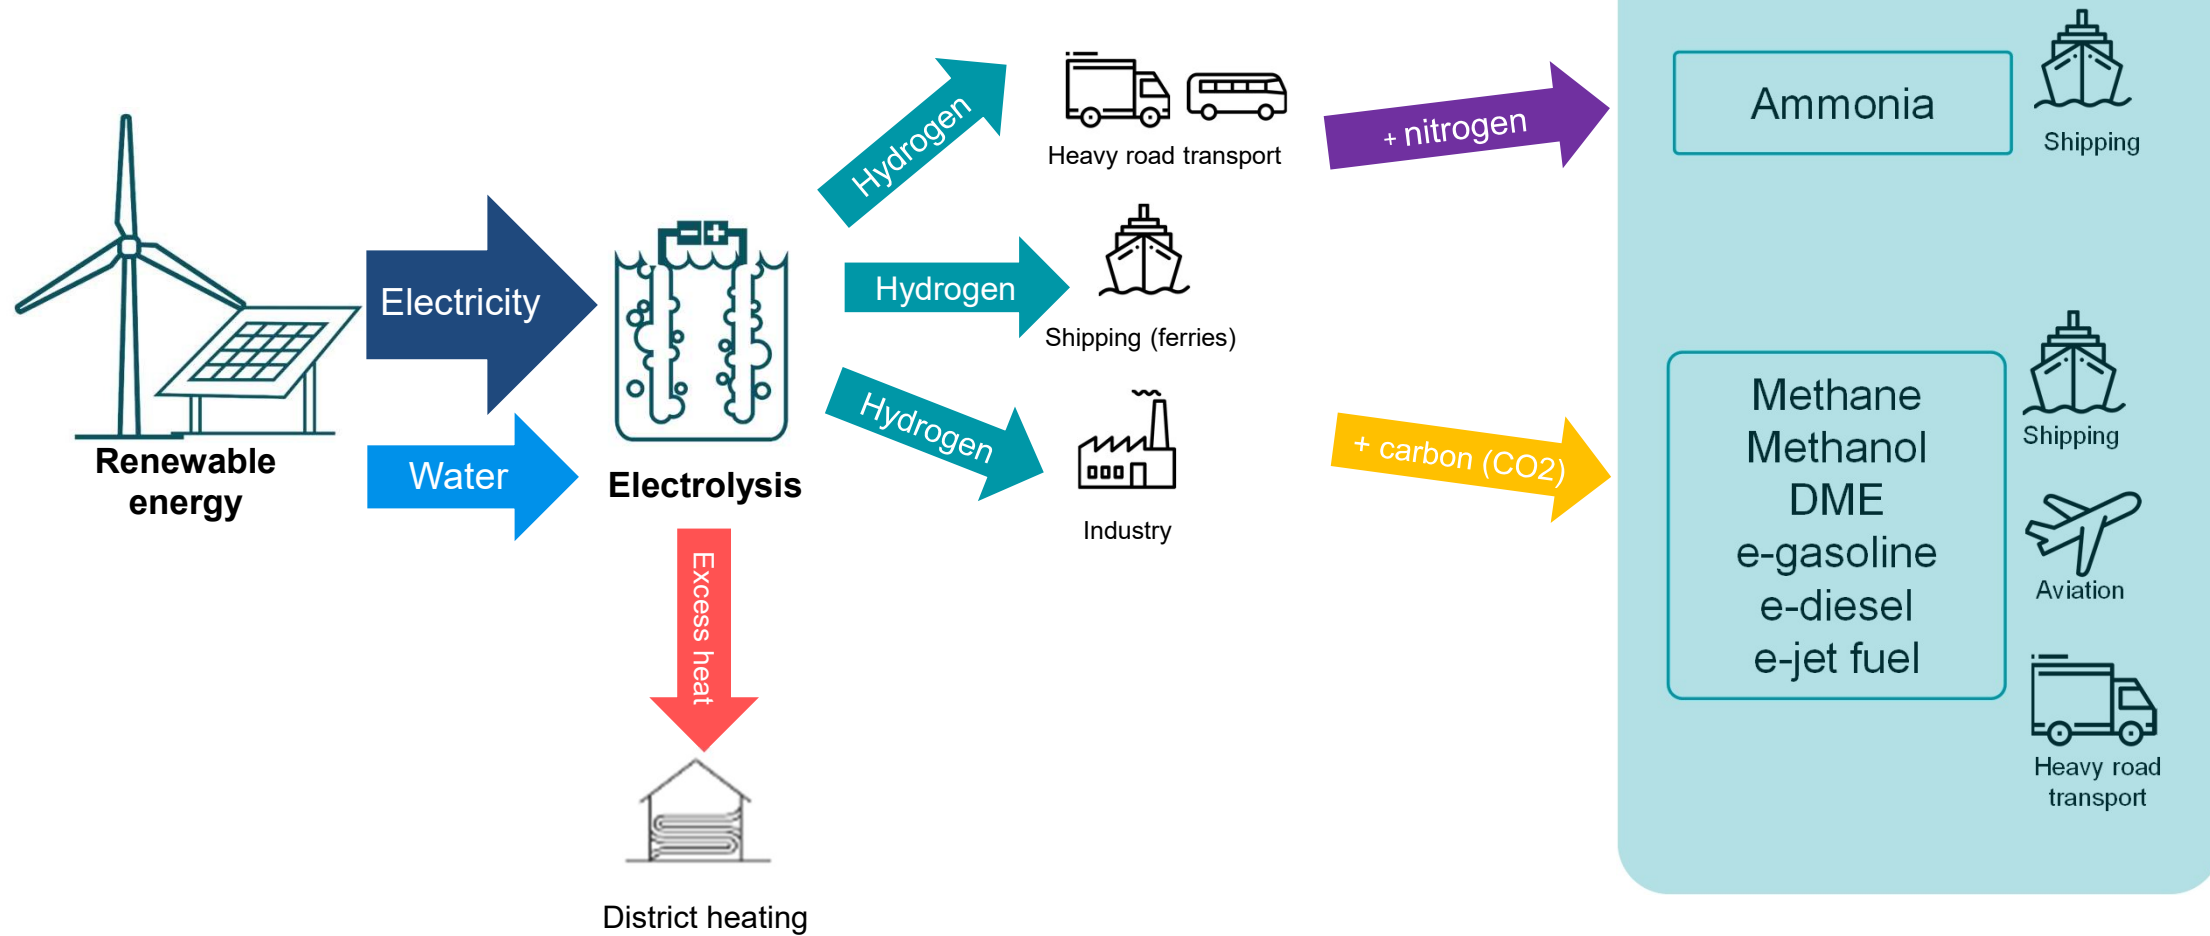 Renewable
energy
Electricity
Water
Electrolysis
Excess heat
District heating
Hydrogen
Heavy road transport
Hydrogen
Shipping (ferries)
Hydrogen
Industry
+ nitrogen
+ carbon (CO2)
Ammonia
Shipping
Methane
Methanol
DME
e-gasoline
e-diesel
e-jet fuel
Shipping
Aviation
Heavy road
transport